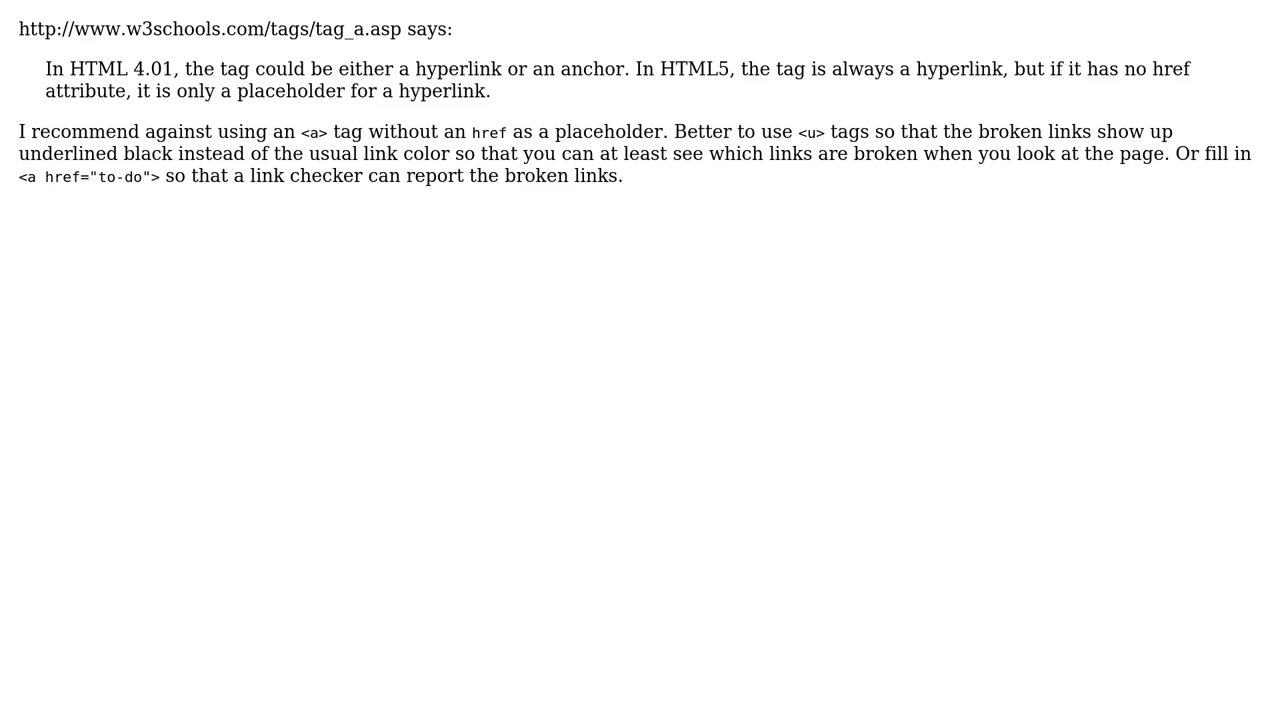 http://www.w3schools.com/tags/tag_a.asp says:
In HTML 4.01, the tag could be either a hyperlink or an anchor. In HTML5, the tag is always a hyperlink, but if it has no href
attribute, it is only a placeholder for a hyperlink.
I recommend against using an <a> tag without an href as a placeholder. Better to use <u> tags so that the broken links show up
underlined black instead of the usual link color so that you can at least see which links are broken when you look at the page. Or fill in
<a href="to-do"> so that a link checker can report the broken links.